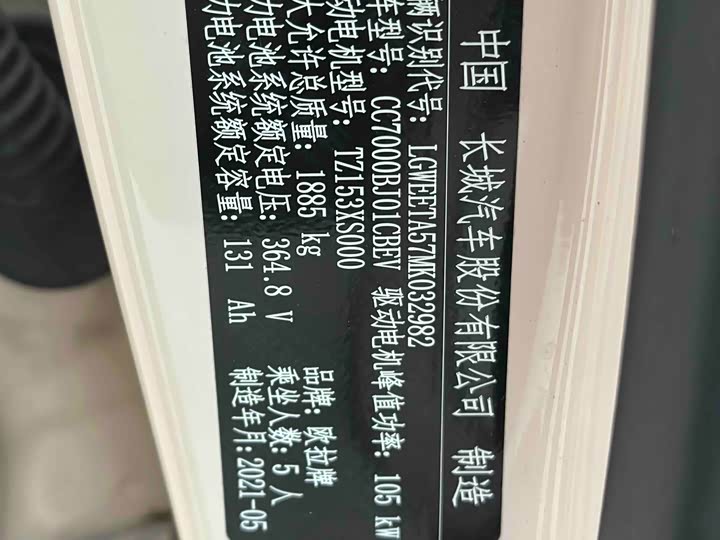 中国 长城汽车股份有限公司 制造
辆识别代号: LGWEETA57MK032982
车型号: CC7000BJ01CBEV 驱动电机峰值功率: 105 kW
动电机型号: TZ153XS000
大允许总质量: 1885 kg 品牌: 欧拉牌
力电池系统额定电压: 364.8 V 乘坐人数: 5 人
力电池系统额定容量: 131 Ah 制造年月: 2021-05